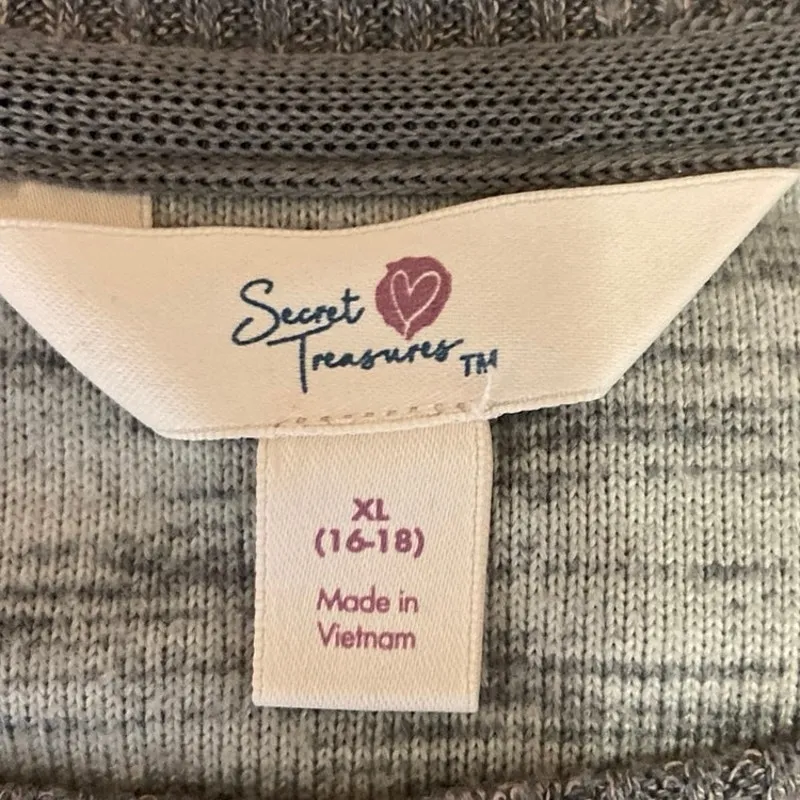 Secret
Treasures TM
XL
(16-18)
Made in
Vietnam